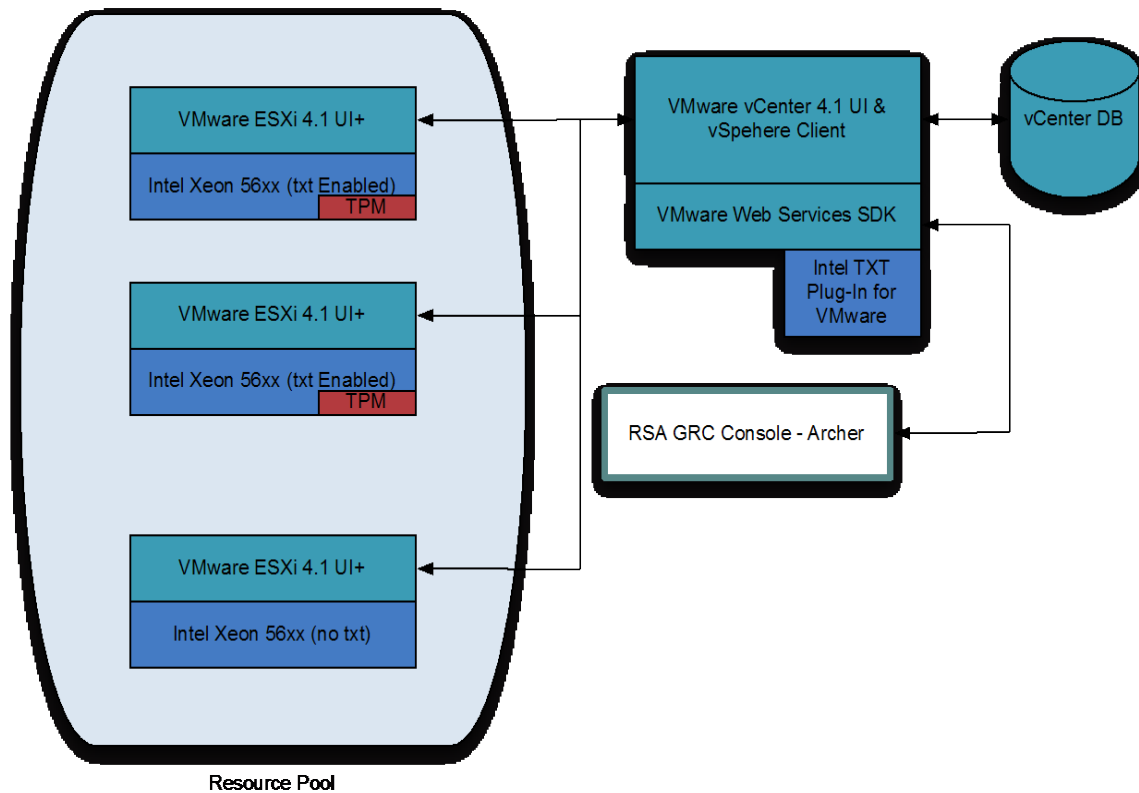 VMware ESXi 4.1 UI+
Intel Xeon 56xx (txt Enabled)
TPM
VMware ESXi 4.1 UI+
Intel Xeon 56xx (txt Enabled)
TPM
VMware ESXi 4.1 UI+
Intel Xeon 56xx (no txt)
Resource Pool
VMware vCenter 4.1 UI &
vSpehere Client
VMware Web Services SDK
Intel TXT
Plug-In for
VMware
vCenter DB
RSA GRC Console - Archer